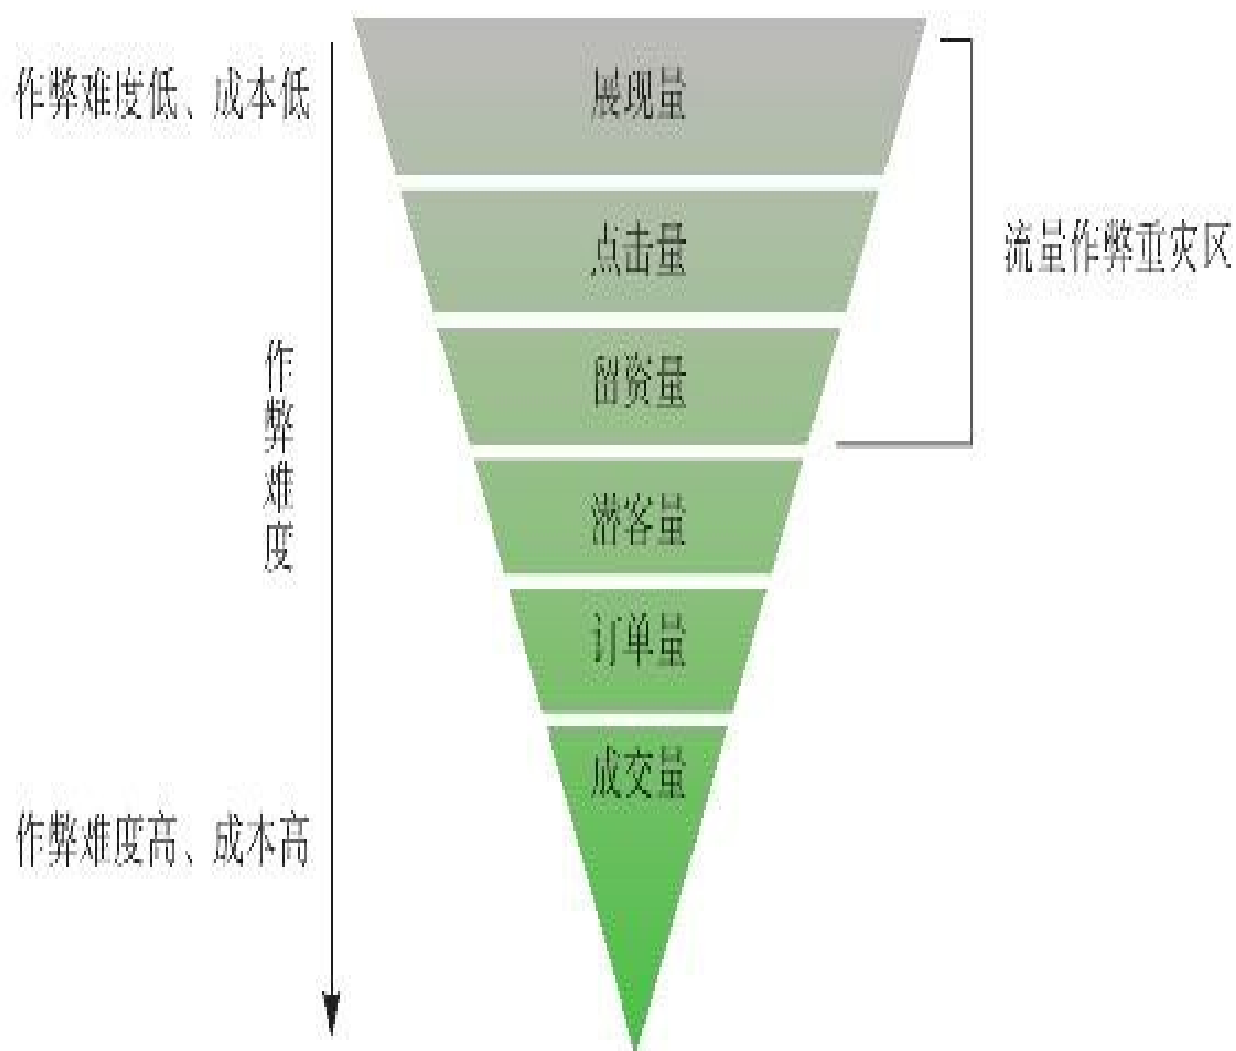 作弊难度低、成本低
展现量
点击量
留资量
潜客量
订单量
成交量
流量作弊重灾区
作弊难度
作弊难度高、成本高